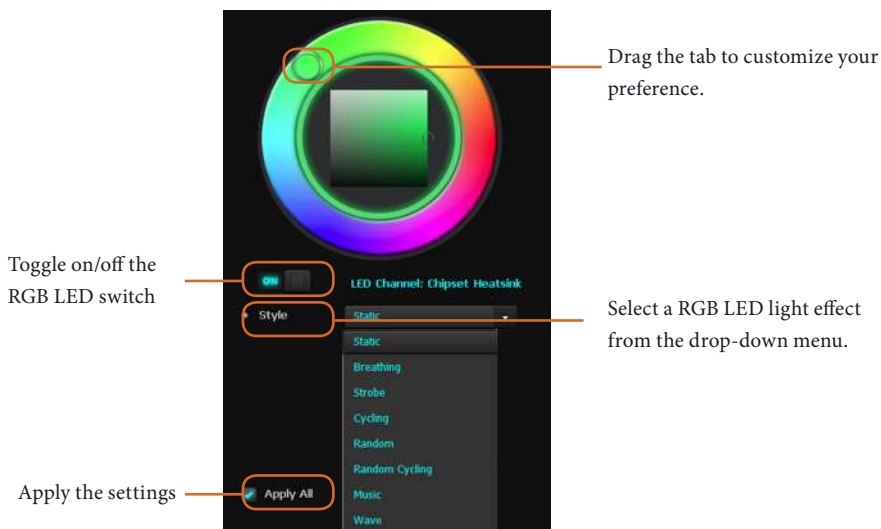 Drag the tab to customize your
preference.
Toggle on/off the
RGB LED switch
ON
LED Channel: Chipset Heatsink
Style
Static
Select a RGB LED light effect
from the drop-down menu.
Static
Breathing
Strobe
Cycling
Random
Random Cycling
Apply the settings
Apply All
Music
Wave